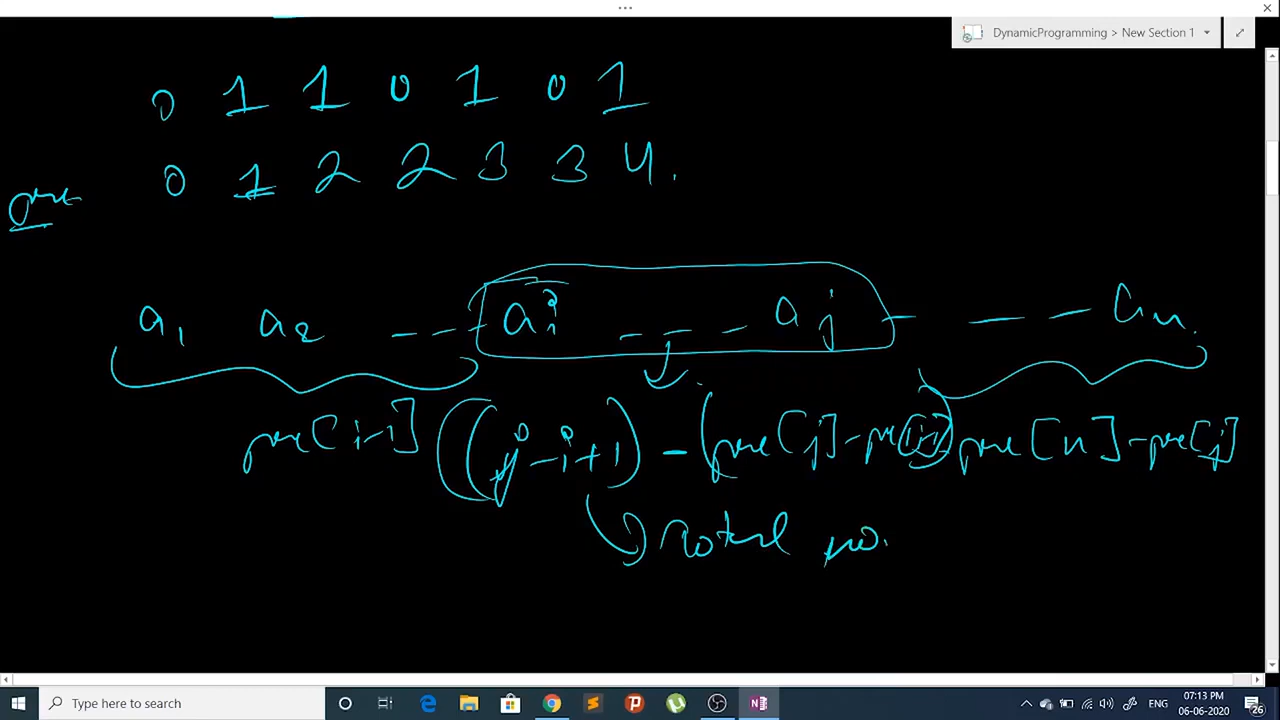 DynamicProgramming > New Section 1
0 1 1 0 1 0 1
pre 0 1 2 2 3 3 4.
a1 a2 --- ai --- aj - -- an.
pre[i-1] ((j-i+1) - (pre[j]-pre[i-1]) pre[n]-pre[j]
Total no.
Type here to search
ENG
07:13 PM
06-06-2020
26